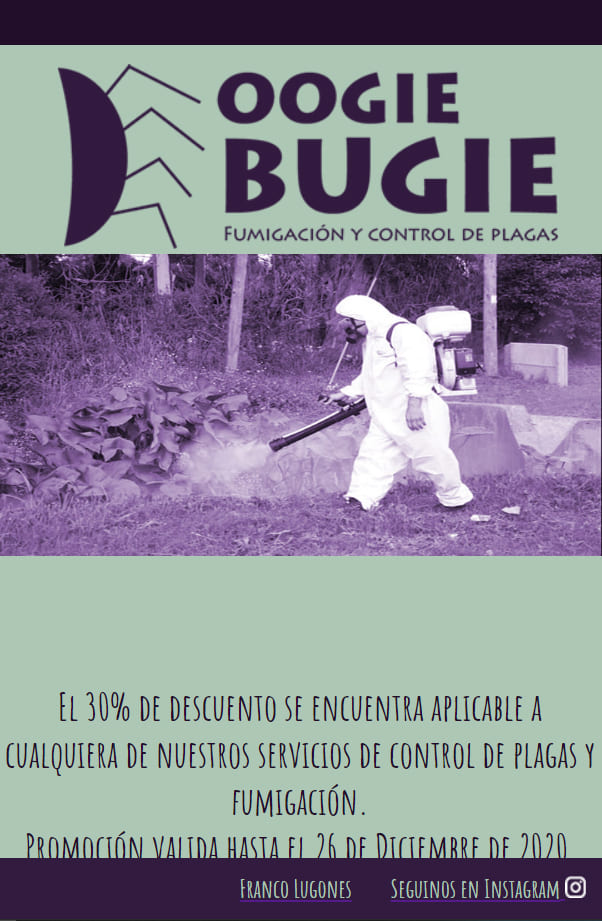 OOGIE
BUGIE
FUMIGACIÓN Y CONTROL DE PLAGAS
El 30% de descuento se encuentra aplicable a
cualquiera de nuestros servicios de control de plagas y
fumigación.
Promoción valida hasta el 26 de Diciembre de 2020
Franco Lugones Seguinos en Instagram